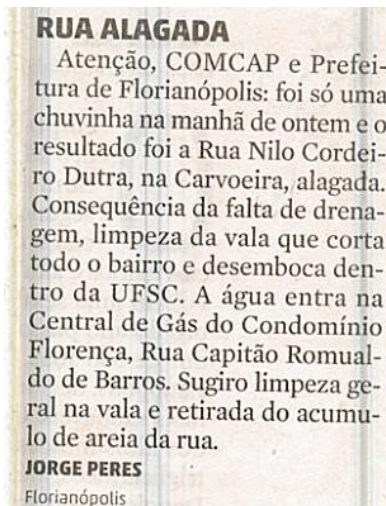 RUA ALAGADA
Atenção, COMCAP e Prefei-
tura de Florianópolis: foi só uma
chuvinha na manhã de ontem e o
resultado foi a Rua Nilo Cordei-
ro Dutra, na Carvoeira, alagada.
Consequência da falta de drena-
gem, limpeza da vala que corta
todo o bairro e desemboca den-
tro da UFSC. A água entra na
Central de Gás do Condomínio
Florença, Rua Capitão Romual-
do de Barros. Sugiro limpeza ge-
ral na vala e retirada do acumu-
lo de areia da rua.
JORGE PERES
Florianópolis